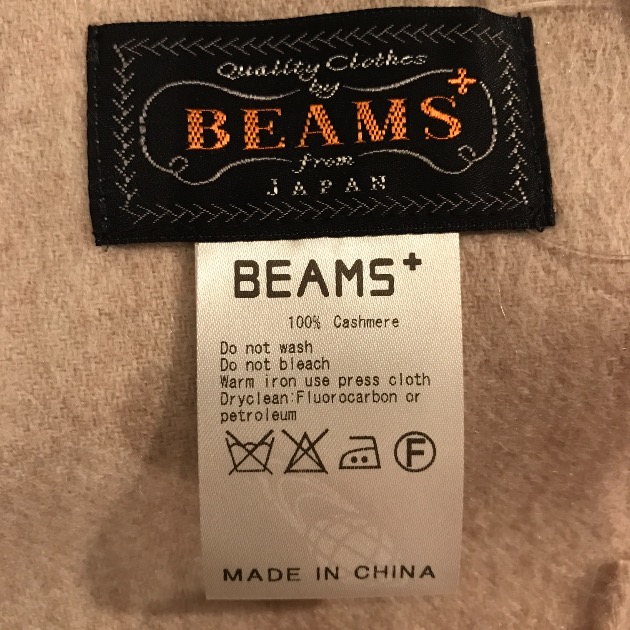 Quality Clothes
by
BEAMS+
from
JAPAN
BEAMS+
100% Cashmere
Do not wash
Do not bleach
Warm iron use press cloth
Dryclean:Fluorocarbon or
petroleum
F
MADE IN CHINA